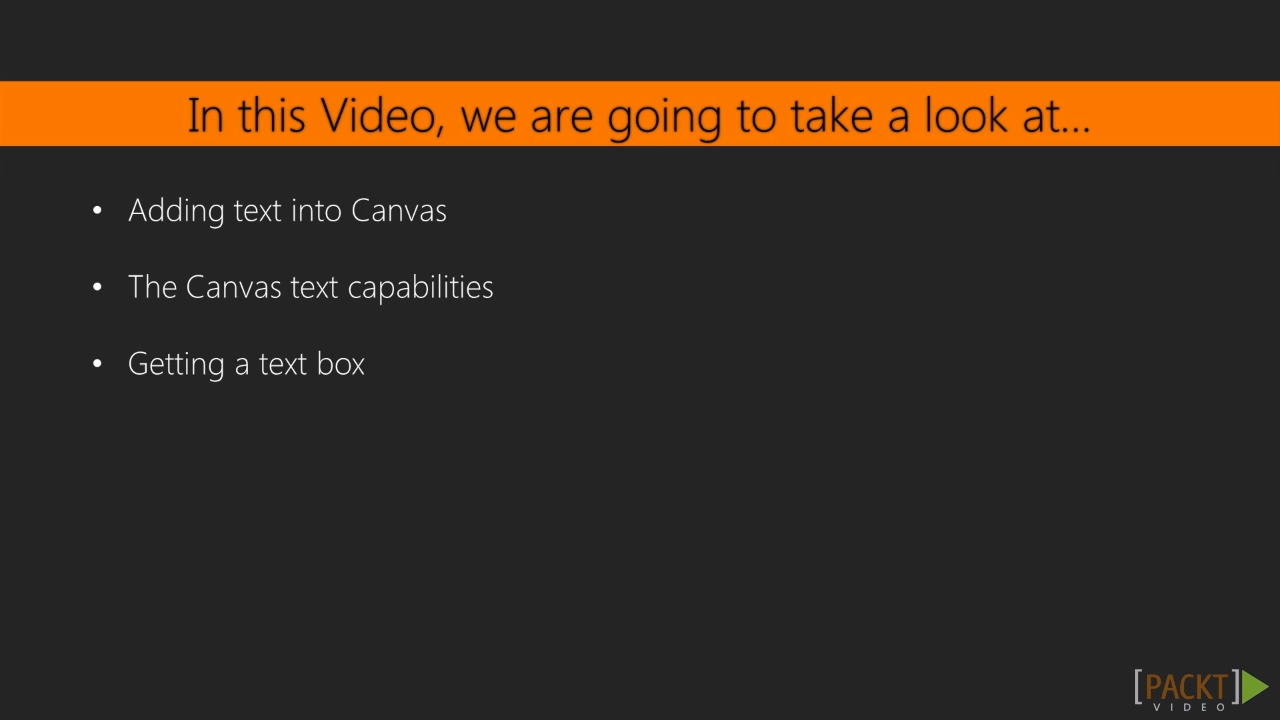 In this Video, we are going to take a look at...
• Adding text into Canvas
• The Canvas text capabilities
• Getting a text box
[PACKT]
VIDEO